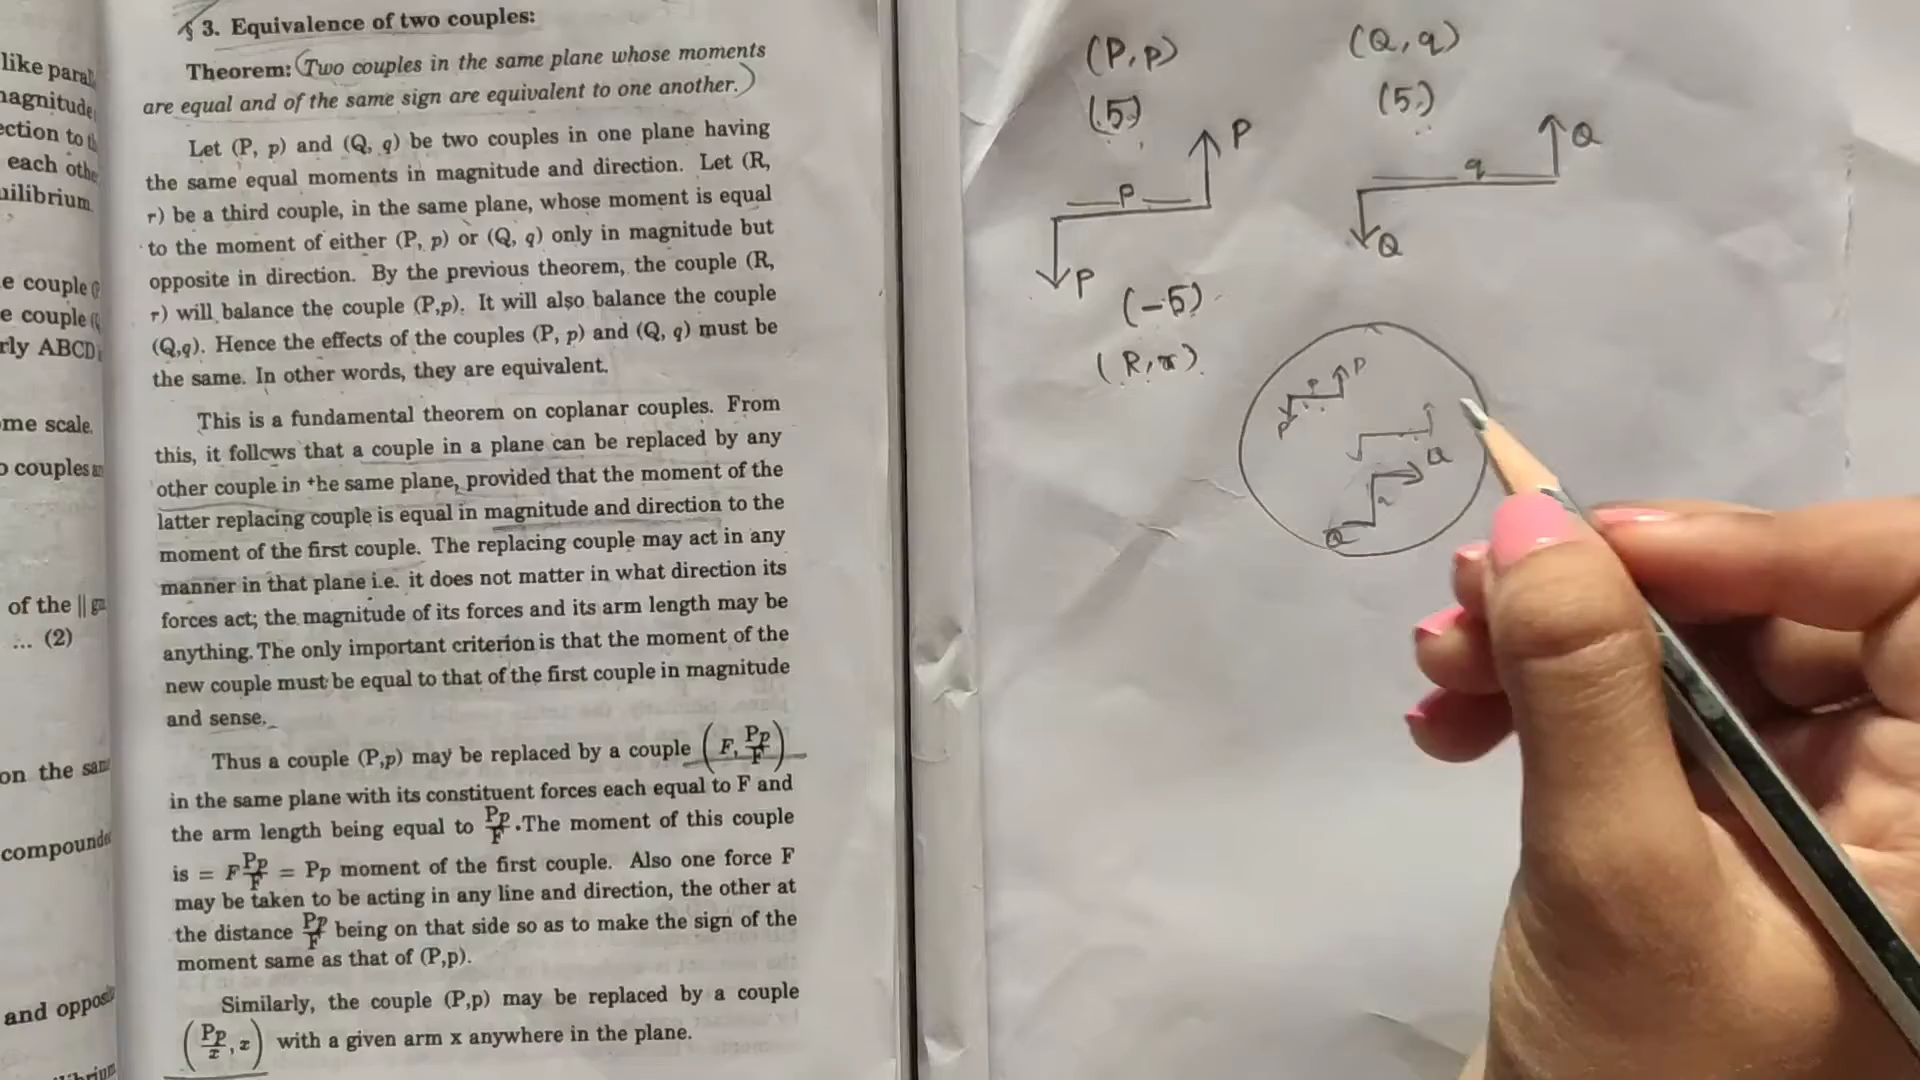 like paral
magnitude
ection to th
each othe
uilibrium.
e couple (
e couple (
rly ABCD i
me scale.
o couples an
of the ||
... (2)
on the sam
compounde
and opposi
§ 3. Equivalence of two couples:
Theorem: (Two couples in the same plane whose moments
are equal and of the same sign are equivalent to one another.)
Let (P, p) and (Q, q) be two couples in one plane having
the same equal moments in magnitude and direction. Let (R,
r) be a third couple, in the same plane, whose moment is equal
to the moment of either (P, p) or (Q, q) only in magnitude but
opposite in direction. By the previous theorem, the couple (R,
r) will balance the couple (P,p). It will also balance the couple
(Q,q). Hence the effects of the couples (P, p) and (Q, q) must be
the same. In other words, they are equivalent.
This is a fundamental theorem on coplanar couples. From
this, it follows that a couple in a plane can be replaced by any
other couple in the same plane, provided that the moment of the
latter replacing couple is equal in magnitude and direction to the
moment of the first couple. The replacing couple may act in any
manner in that plane i.e. it does not matter in what direction its
forces act; the magnitude of its forces and its arm length may be
anything. The only important criterion is that the moment of the
new couple must be equal to that of the first couple in magnitude
and sense.
Thus a couple (P,p) may be replaced by a couple (F, Pp/F)
in the same plane with its constituent forces each equal to F and
the arm length being equal to Pp/F. The moment of this couple
is = F Pp/F = Pp moment of the first couple. Also one force F
may be taken to be acting in any line and direction, the other at
the distance Pp/F being on that side so as to make the sign of the
moment same as that of (P,p).
Similarly, the couple (P,p) may be replaced by a couple
(Pp/x, x) with a given arm x anywhere in the plane.
(P, p) (Q, q)
(5) (5)
P Q
p q
P Q
(-5)
(R, r)
P
p
P
Q
q
Q